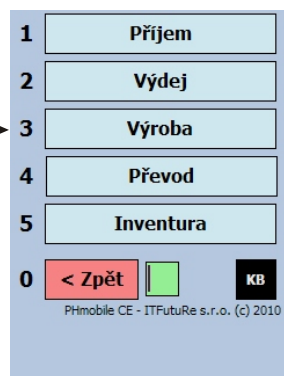 1 Příjem
2 Výdej
3 Výroba
4 Převod
5 Inventura
0 < Zpět KB
PHmobile CE - ITFutuRe s.r.o. (c) 2010